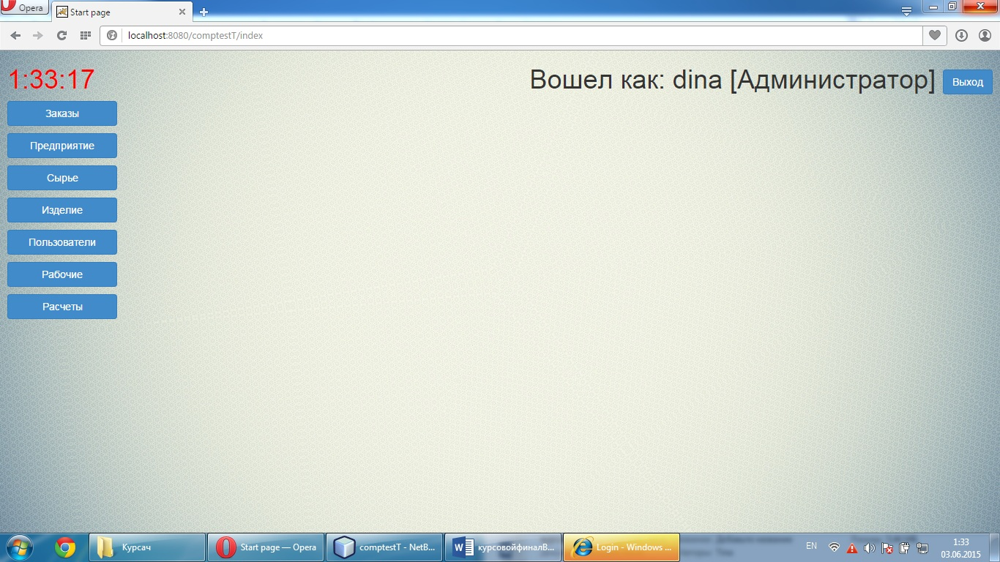 Opera
Start page
localhost:8080/comptestT/index
1:33:17
Вошел как: dina [Администратор]
Выход
Заказы
Предприятие
Сырье
Изделие
Пользователи
Рабочие
Расчеты
Курсач
Start page — Opera
comptestT - NetB...
курсовойфиналВ...
Login - Windows ...
EN
1:33
03.06.2015